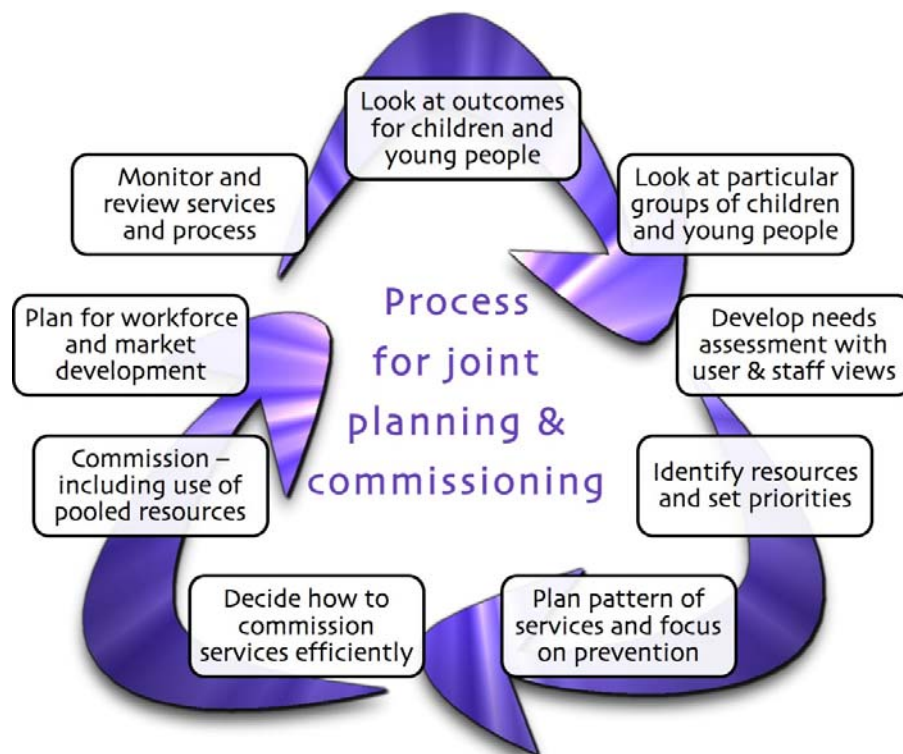 Look at outcomes
for children and
young people
Look at particular
groups of children
and young people
Develop needs
assessment with
user & staff views
Identify resources
and set priorities
Plan pattern of
services and focus
on prevention
Decide how to
commission
services efficiently
Commission –
including use of
pooled resources
Plan for workforce
and market
development
Monitor and
review services
and process
Process
for joint
planning &
commissioning